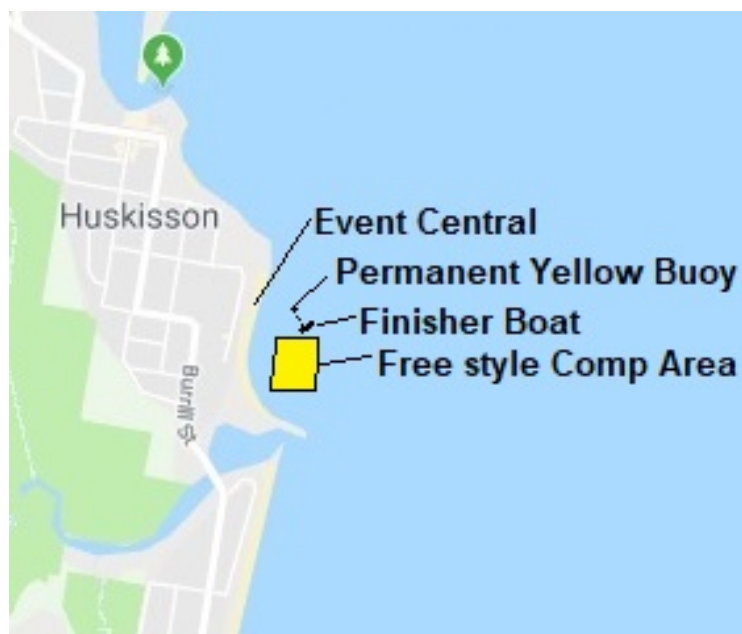 Huskisson
Event Central
Permanent Yellow Buoy
Finisher Boat
Free style Comp Area
Burrill St